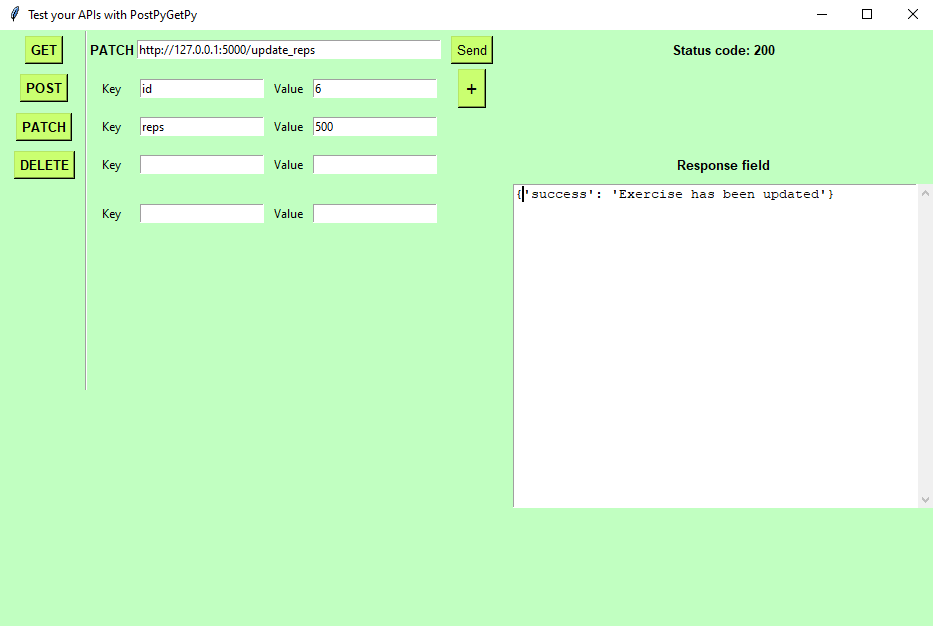 Test your APIs with PostPyGetPy
GET
POST
PATCH
DELETE
PATCH http://127.0.0.1:5000/update_reps Send
Key id Value 6 +
Key reps Value 500
Key Value
Key Value
Status code: 200
Response field
{'success': 'Exercise has been updated'}